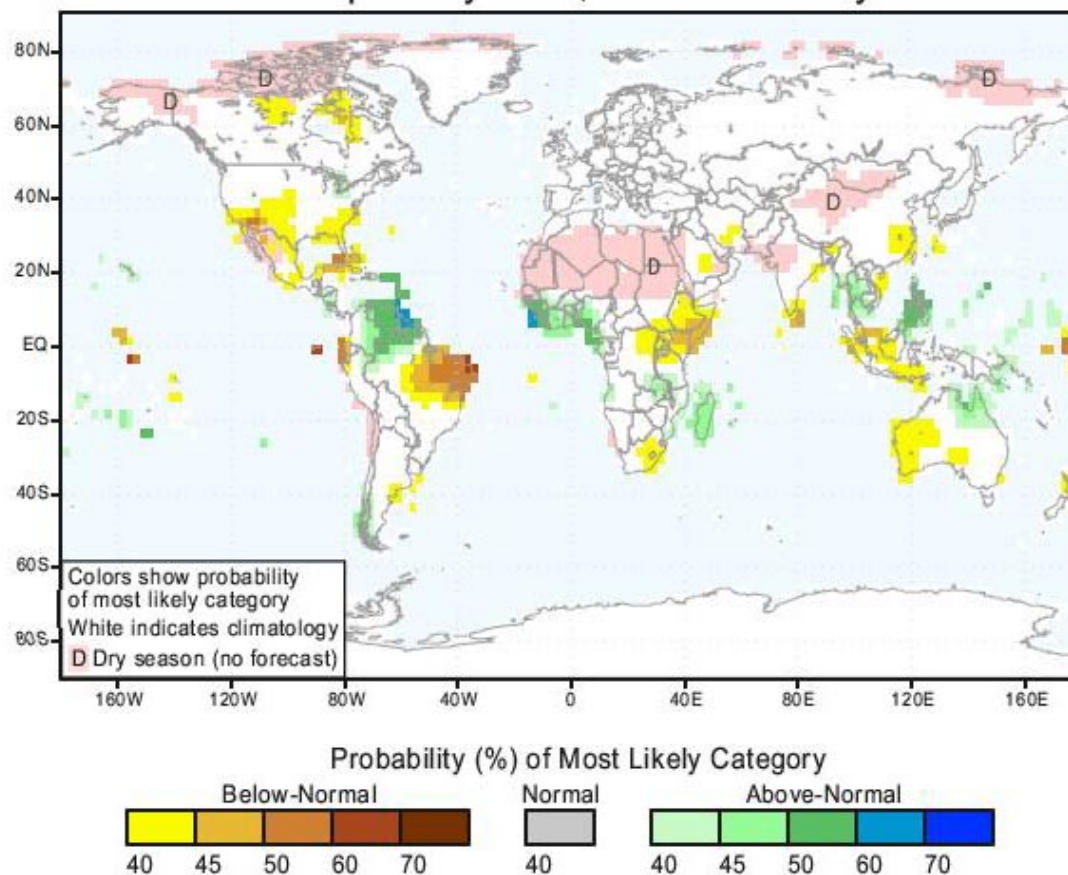 80N
60N
40N
20N
EQ
20S
40S
60S
80S
D
D
D
D
D
Colors show probability
of most likely category
White indicates climatology
D Dry season (no forecast)
160W 120W 80W 40W 0 40E 80E 120E 160E
Probability (%) of Most Likely Category
Below-Normal Normal Above-Normal
40 45 50 60 70 40 40 45 50 60 70